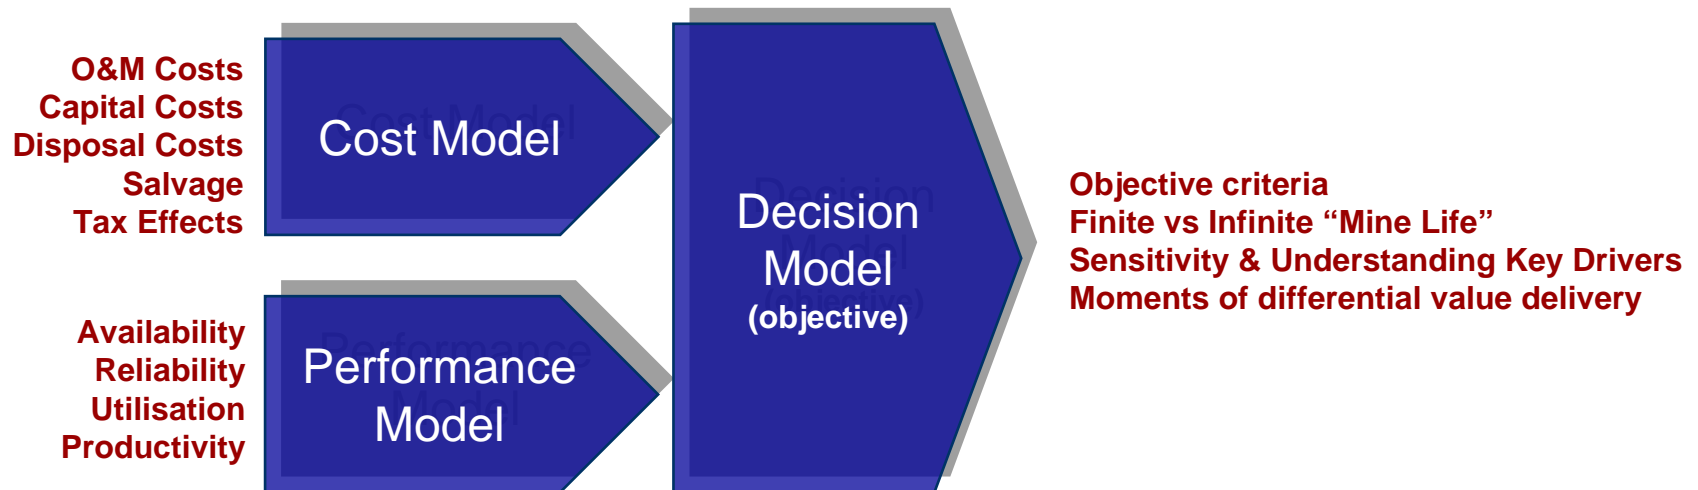 O&M Costs
Capital Costs
Disposal Costs
Salvage
Tax Effects
Cost Model
Availability
Reliability
Utilisation
Productivity
Performance
Model
Decision
Model
(objective)
Objective criteria
Finite vs Infinite “Mine Life”
Sensitivity & Understanding Key Drivers
Moments of differential value delivery